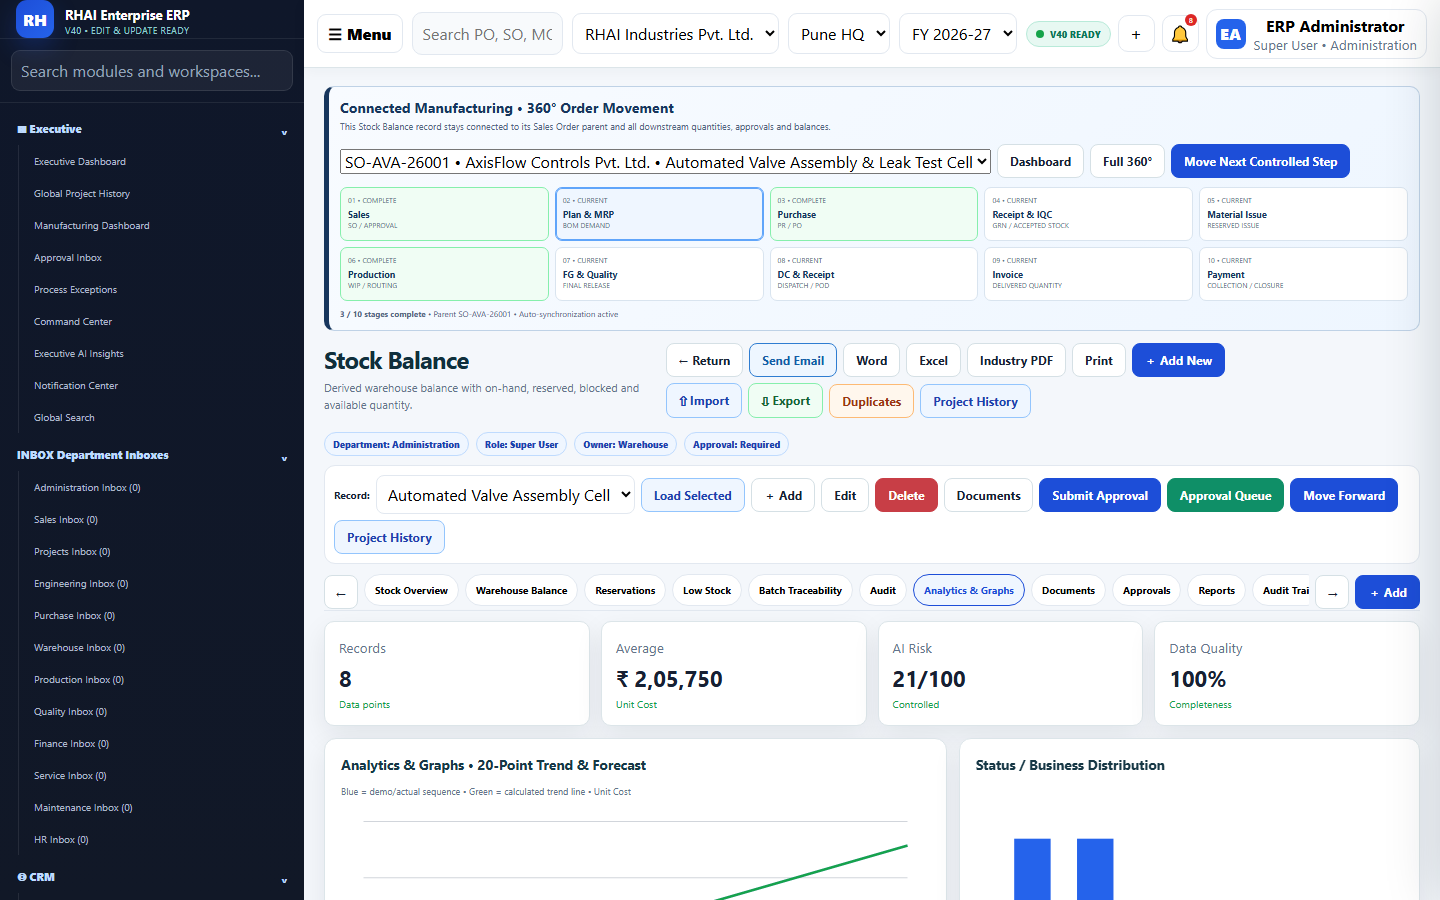 RH
RHAI Enterprise ERP
V40 • EDIT & UPDATE READY
Search modules and workspaces...
Executive
Executive Dashboard
Global Project History
Manufacturing Dashboard
Approval Inbox
Process Exceptions
Command Center
Executive AI Insights
Notification Center
Global Search
INBOX Department Inboxes
Administration Inbox (0)
Sales Inbox (0)
Projects Inbox (0)
Engineering Inbox (0)
Purchase Inbox (0)
Warehouse Inbox (0)
Production Inbox (0)
Quality Inbox (0)
Finance Inbox (0)
Service Inbox (0)
Maintenance Inbox (0)
HR Inbox (0)
CRM
☰ Menu
Search PO, SO, MC
RHAI Industries Pvt. Ltd.
Pune HQ
FY 2026-27
V40 READY
+
8
EA
ERP Administrator
Super User • Administration
Connected Manufacturing • 360° Order Movement
This Stock Balance record stays connected to its Sales Order parent and all downstream quantities, approvals and balances.
SO-AVA-26001 • AxisFlow Controls Pvt. Ltd. • Automated Valve Assembly & Leak Test Cell
Dashboard
Full 360°
Move Next Controlled Step
01 • COMPLETE
Sales
SO / APPROVAL
02 • CURRENT
Plan & MRP
BOM DEMAND
03 • COMPLETE
Purchase
PR / PO
04 • CURRENT
Receipt & IQC
GRN / ACCEPTED STOCK
05 • CURRENT
Material Issue
RESERVED ISSUE
06 • COMPLETE
Production
WIP / ROUTING
07 • CURRENT
FG & Quality
FINAL RELEASE
08 • CURRENT
DC & Receipt
DISPATCH / POD
09 • CURRENT
Invoice
DELIVERED QUANTITY
10 • CURRENT
Payment
COLLECTION / CLOSURE
3 / 10 stages complete • Parent SO-AVA-26001 • Auto-synchronization active
Stock Balance
Derived warehouse balance with on-hand, reserved, blocked and
available quantity.
← Return
Send Email
Word
Excel
Industry PDF
Print
+ Add New
⇧ Import
⇩ Export
Duplicates
Project History
Department: Administration
Role: Super User
Owner: Warehouse
Approval: Required
Record:
Automated Valve Assembly Cell
Load Selected
+ Add
Edit
Delete
Documents
Submit Approval
Approval Queue
Move Forward
Project History
←
Stock Overview
Warehouse Balance
Reservations
Low Stock
Batch Traceability
Audit
Analytics & Graphs
Documents
Approvals
Reports
Audit Trai
→
+ Add
Records
8
Data points
Average
₹ 2,05,750
Unit Cost
AI Risk
21/100
Controlled
Data Quality
100%
Completeness
Analytics & Graphs • 20-Point Trend & Forecast
Blue = demo/actual sequence • Green = calculated trend line • Unit Cost
Status / Business Distribution